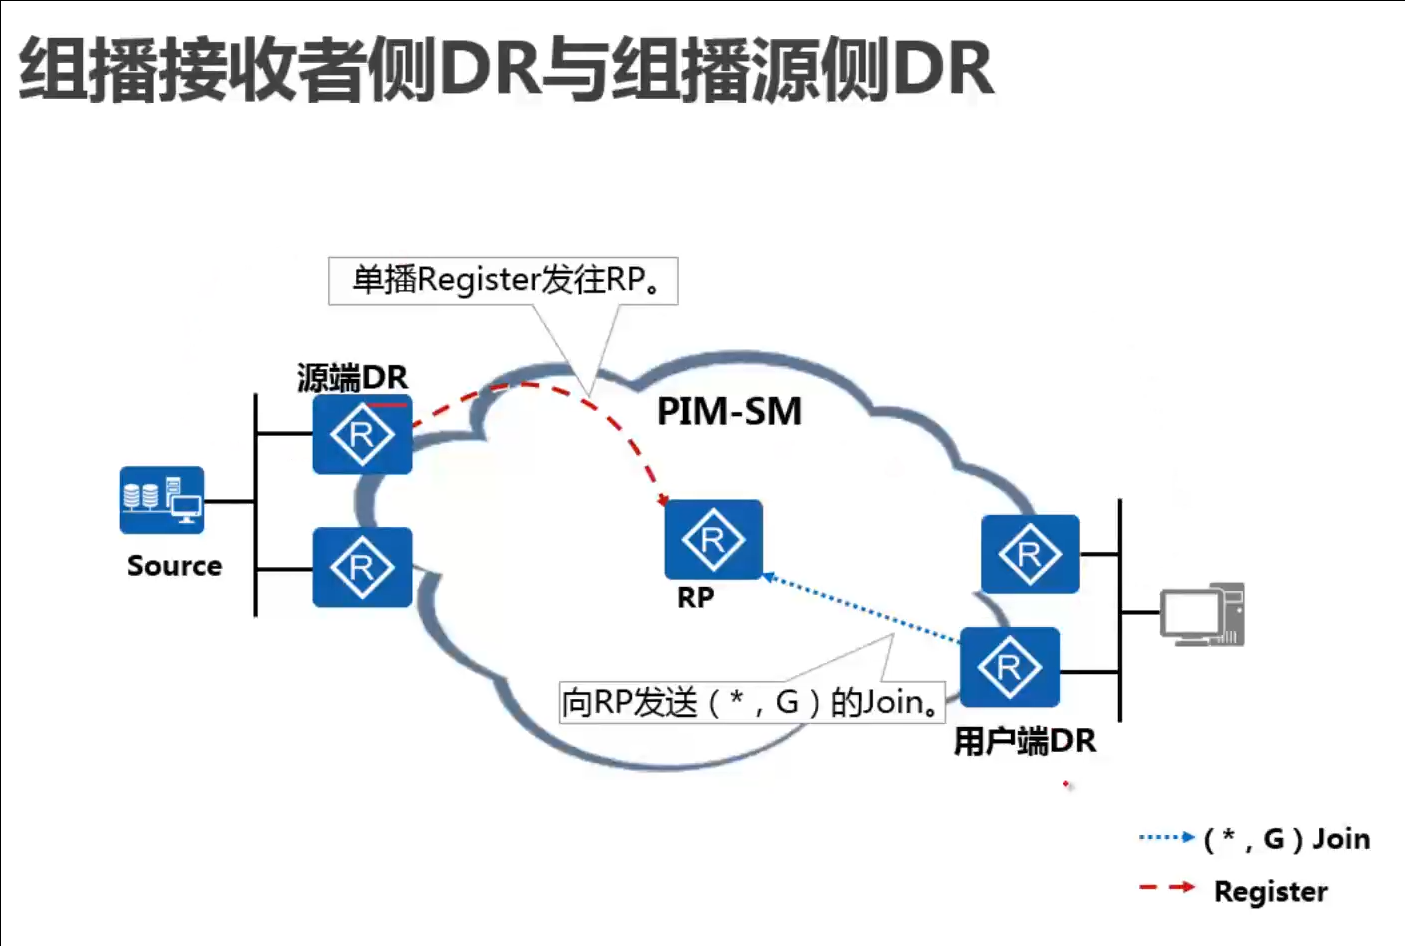 组播接收者侧DR与组播源侧DR
单播Register发往RP。
源端DR
PIM-SM
R
R
R
R
R
Source
RP
向RP发送（*，G）的Join。
用户端DR
（*，G）Join
Register